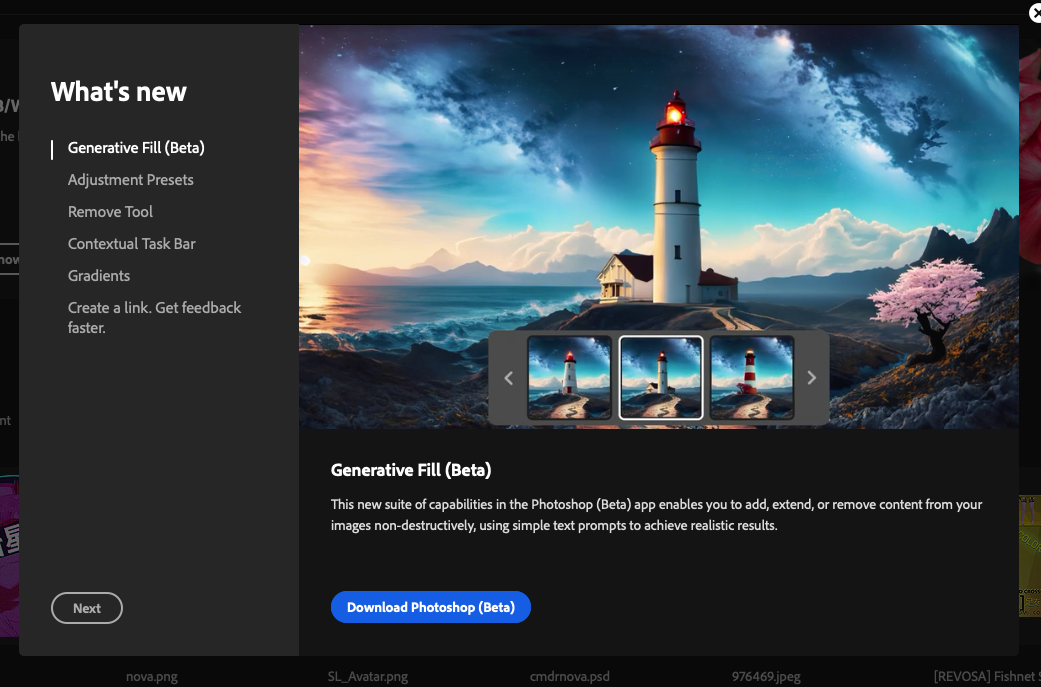 What's new
Generative Fill (Beta)
Adjustment Presets
Remove Tool
Contextual Task Bar
Gradients
Create a link. Get feedback
faster.
Next
Generative Fill (Beta)
This new suite of capabilities in the Photoshop (Beta) app enables you to add, extend, or remove content from your
images non-destructively, using simple text prompts to achieve realistic results.
Download Photoshop (Beta)
nova.png
SL_Avatar.png
cmdrnova.psd
976469.jpeg
[REVOSA] Fishnet